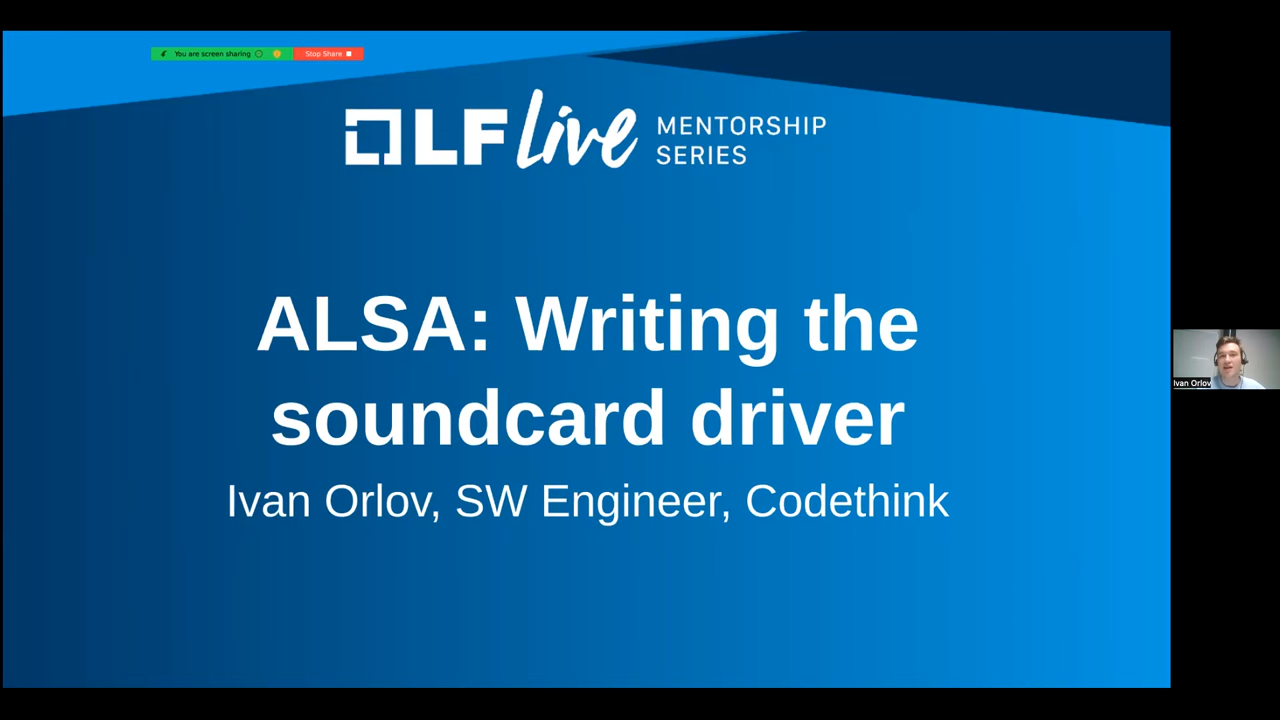 You are screen sharing
Stop Share
LF Live MENTORSHIP
SERIES
ALSA: Writing the
soundcard driver
Ivan Orlov, SW Engineer, Codethink
Ivan Orlov